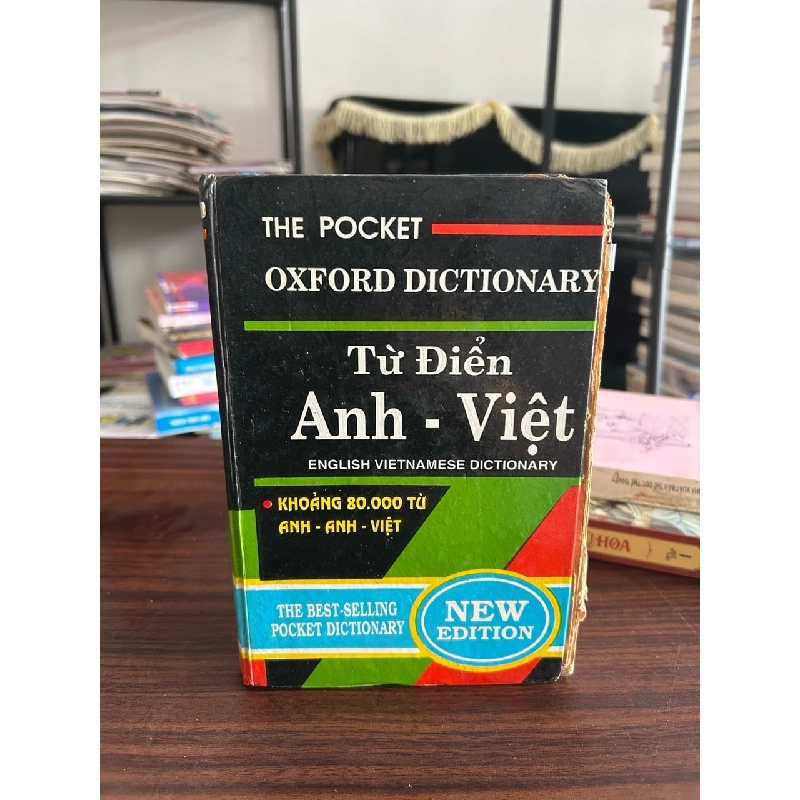 THE POCKET
OXFORD DICTIONARY
Từ Điển
Anh - Việt
ENGLISH VIETNAMESE DICTIONARY
• KHOẢNG 80.000 TỪ
ANH - ANH - VIỆT
THE BEST-SELLING
POCKET DICTIONARY
NEW
EDITION
HOA